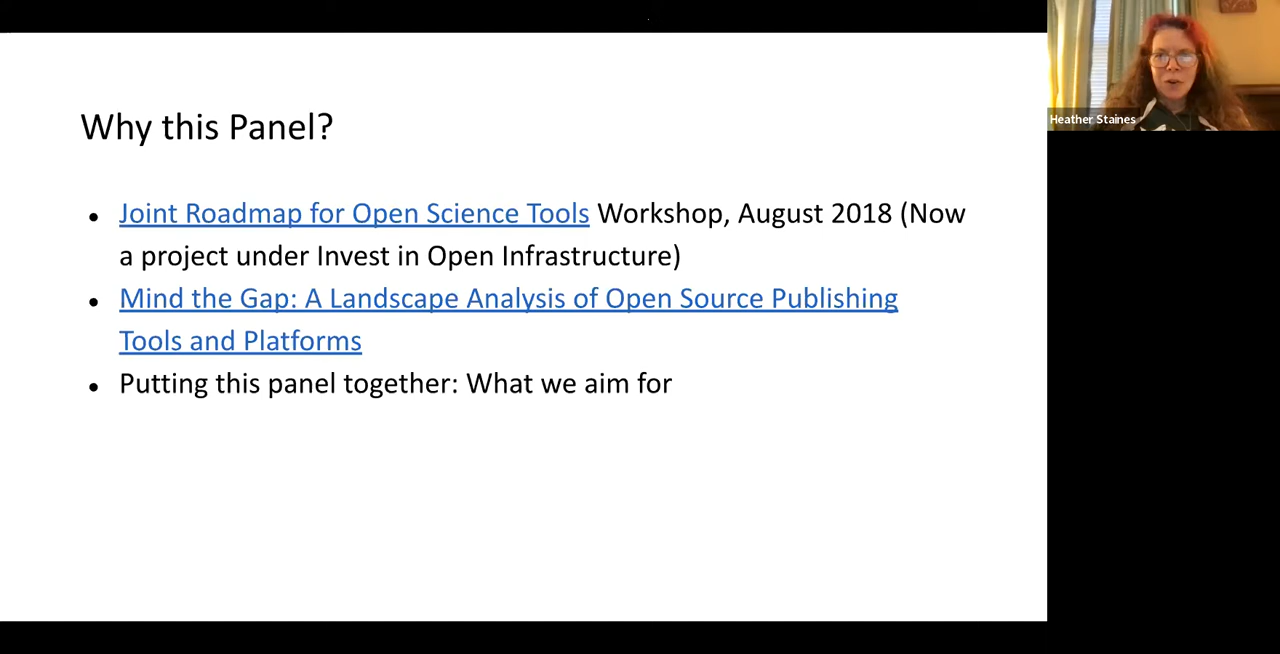 Why this Panel?
● Joint Roadmap for Open Science Tools Workshop, August 2018 (Now
a project under Invest in Open Infrastructure)
● Mind the Gap: A Landscape Analysis of Open Source Publishing
Tools and Platforms
● Putting this panel together: What we aim for
Heather Staines